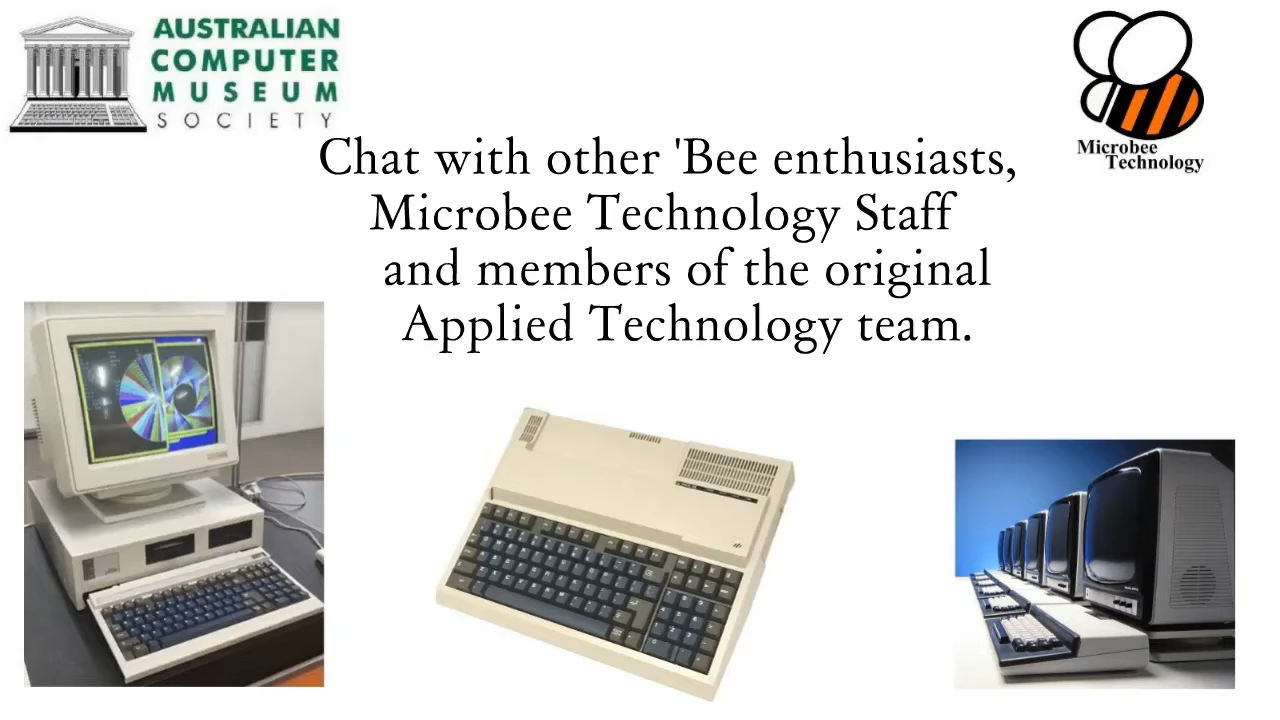 AUSTRALIAN
COMPUTER
MUSEUM
SOCIETY
Microbee
Technology
Chat with other 'Bee enthusiasts,
Microbee Technology Staff
and members of the original
Applied Technology team.